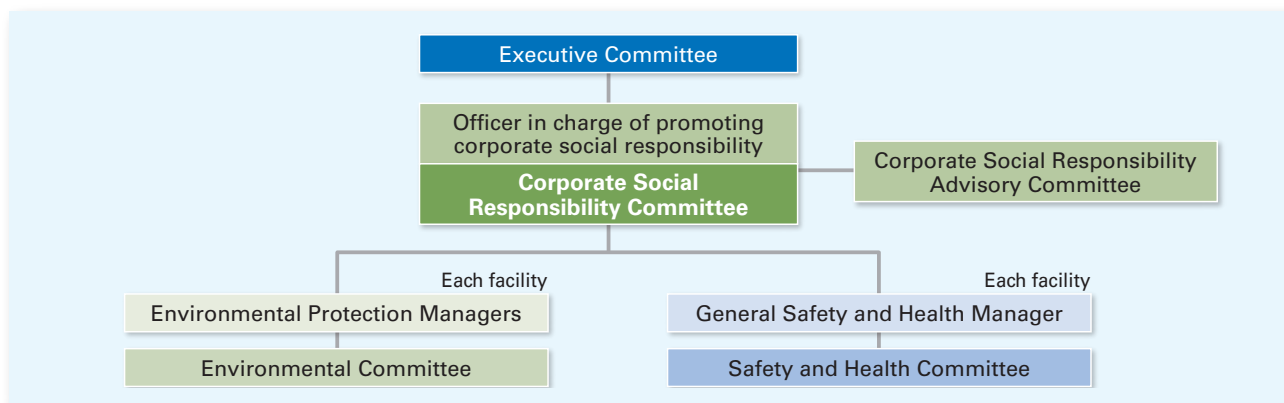 Executive Committee
Officer in charge of promoting
corporate social responsibility
Corporate Social
Responsibility Committee
Corporate Social Responsibility
Advisory Committee
Each facility
Environmental Protection Managers
Environmental Committee
Each facility
General Safety and Health Manager
Safety and Health Committee